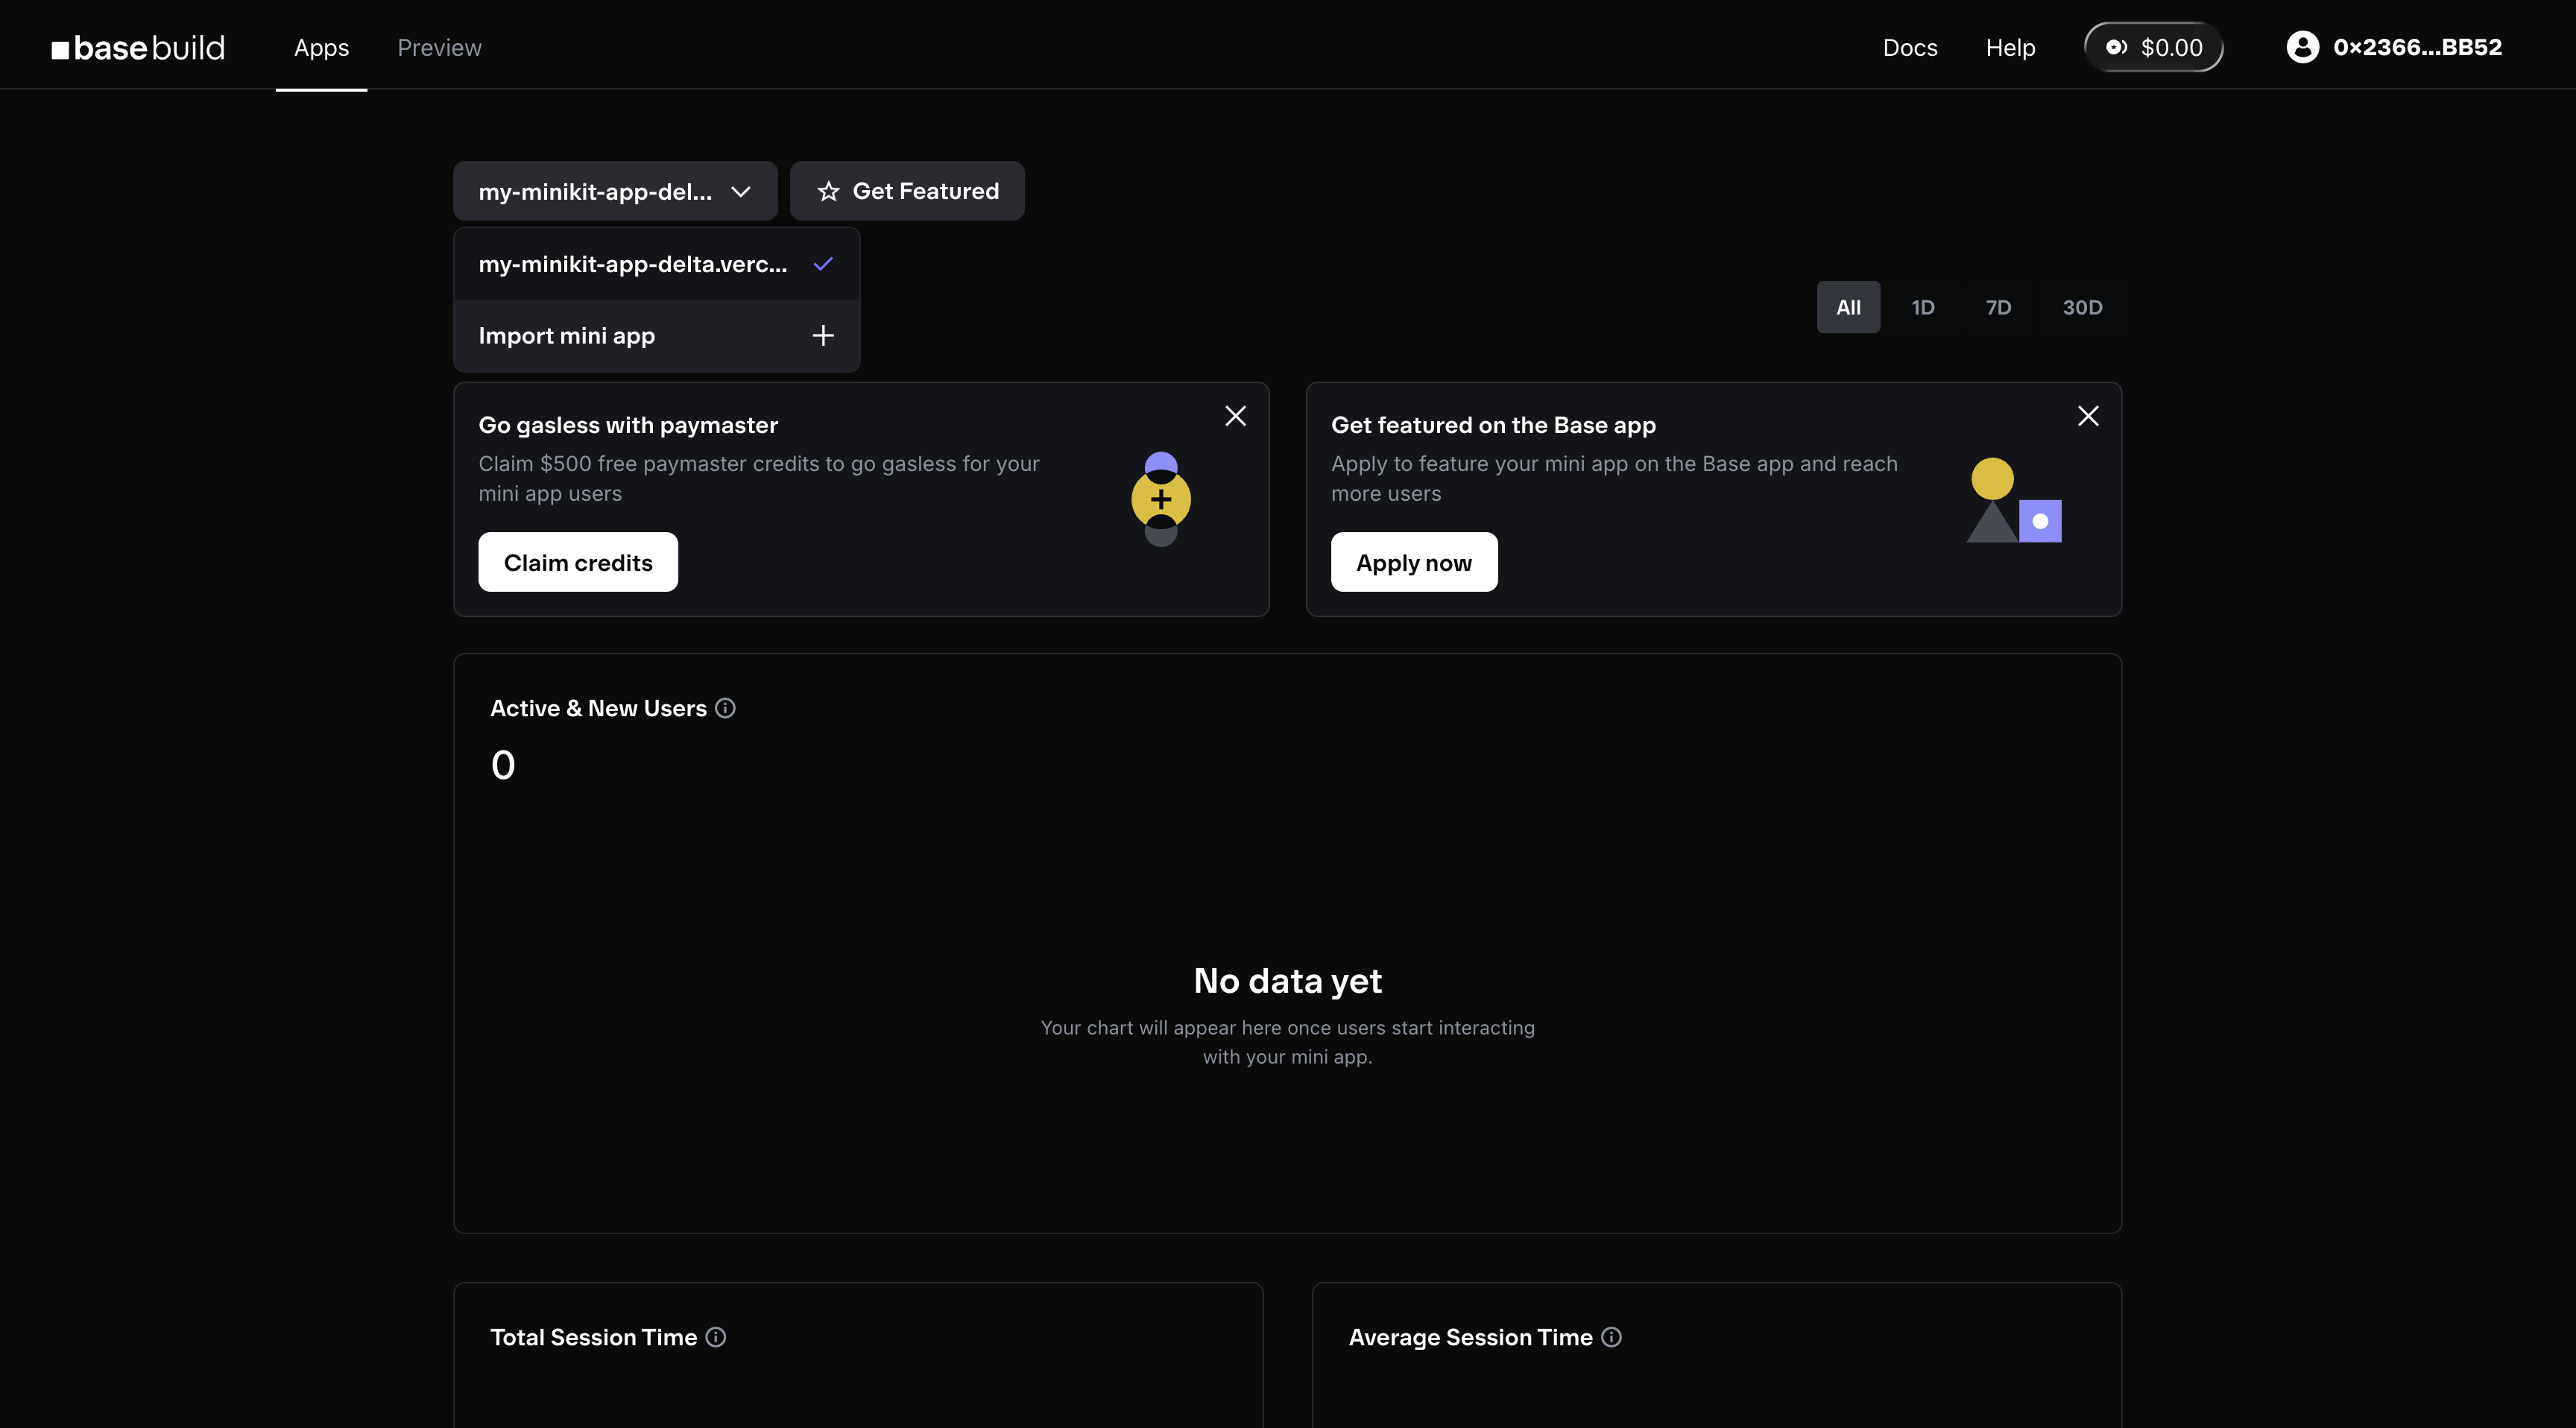 base build
Apps
Preview
Docs
Help
$0.00
0x2366...BB52
my-minikit-app-del...
Get Featured
my-minikit-app-delta.verc...
Import mini app
All
1D
7D
30D
Go gasless with paymaster
Claim $500 free paymaster credits to go gasless for your
mini app users
Claim credits
Get featured on the Base app
Apply to feature your mini app on the Base app and reach
more users
Apply now
Active & New Users
0
No data yet
Your chart will appear here once users start interacting
with your mini app.
Total Session Time
Average Session Time